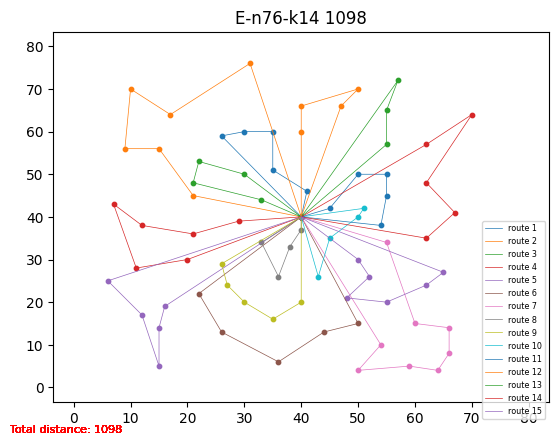 E-n76-k14 1098
80
70
60
50
40
30
20
10
0
0 10 20 30 40 50 60 70 80
route 1
route 2
route 3
route 4
route 5
route 6
route 7
route 8
route 9
route 10
route 11
route 12
route 13
route 14
route 15
Total distance: 1098